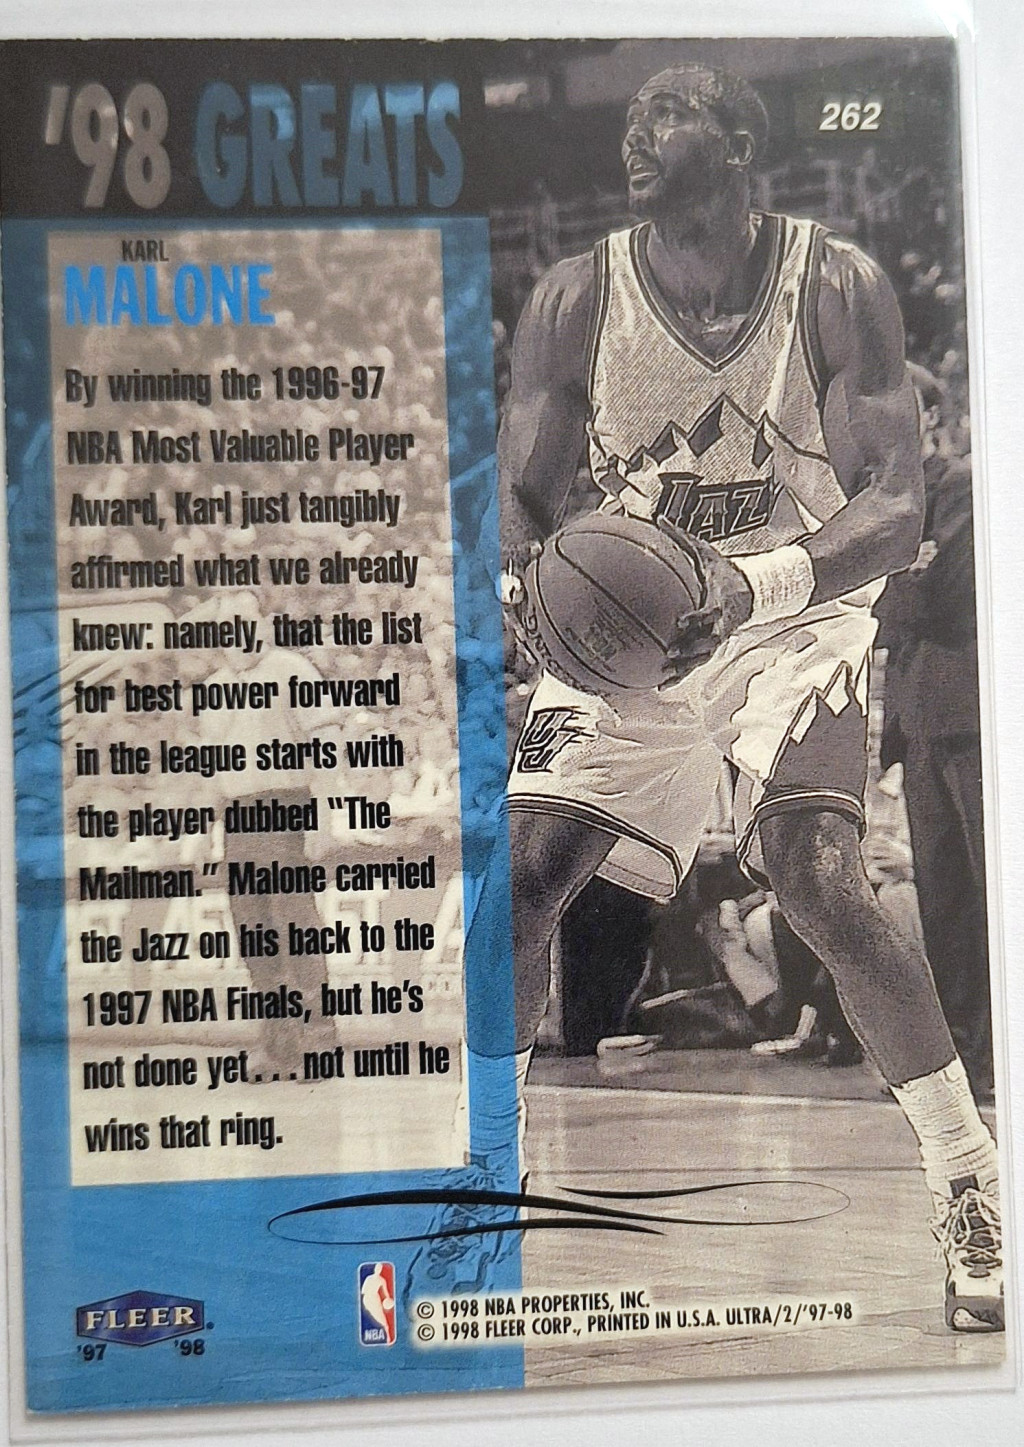 '98 GREATS
262
KARL
MALONE
By winning the 1996-97
NBA Most Valuable Player
Award, Karl just tangibly
affirmed what we already
knew: namely, that the list
for best power forward
in the league starts with
the player dubbed "The
Mailman." Malone carried
the Jazz on his back to the
1997 NBA Finals, but he's
not done yet...not until he
wins that ring.
JAZZ
UJ
FLEER
'97 '98
NBA
© 1998 NBA PROPERTIES, INC.
© 1998 FLEER CORP., PRINTED IN U.S.A. ULTRA/2/'97-98